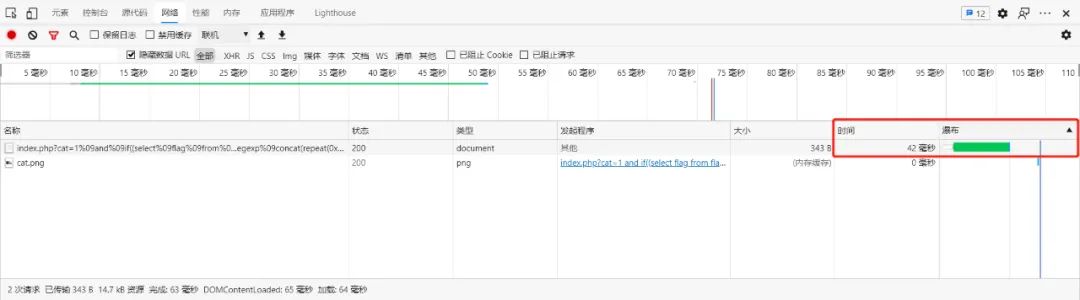 元素 控制台 源代码 网络 性能 内存 应用程序 Lighthouse 12
保留日志 禁用缓存 联机
筛选器 隐藏数据 URL 全部 XHR JS CSS Img 媒体 字体 文档 WS 清单 其他 已阻止 Cookie 已阻止请求
5 毫秒 10 毫秒 15 毫秒 20 毫秒 25 毫秒 30 毫秒 35 毫秒 40 毫秒 45 毫秒 50 毫秒 55 毫秒 60 毫秒 65 毫秒 70 毫秒 75 毫秒 80 毫秒 85 毫秒 90 毫秒 95 毫秒 100 毫秒 105 毫秒 110
名称 状态 类型 发起程序 大小 时间 瀑布
index.php?cat=1%09and%09if((select%09flag%09from%0...egexp%09concat(repeat(0x... 200 document 其他 343 B 42 毫秒
cat.png 200 png index.php?cat=1 and if((select flag from fla... (内存缓存) 0 毫秒
2 次请求 已传输 343 B 14.7 kB 资源 完成: 63 毫秒 DOMContentLoaded: 65 毫秒 加载: 64 毫秒